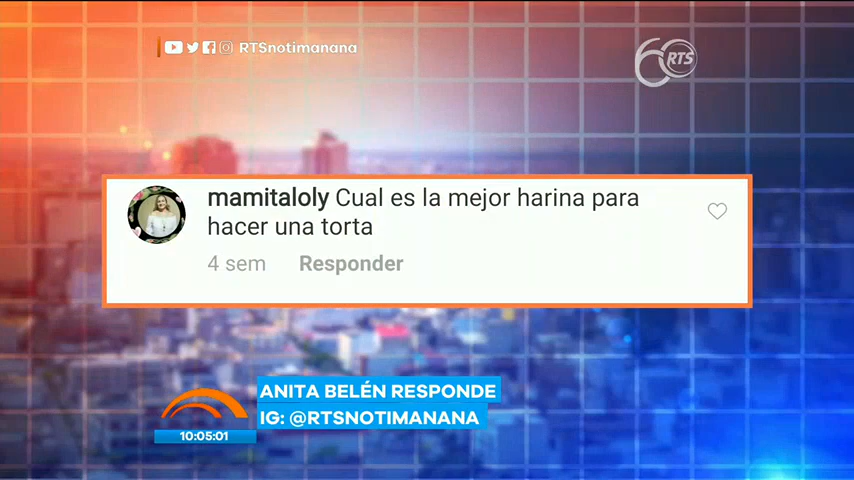 RTSnotimanana
60 RTS
mamitaloly Cual es la mejor harina para
hacer una torta
4 sem Responder
ANITA BELÉN RESPONDE
IG: @RTSNOTIMANANA
10:05:01